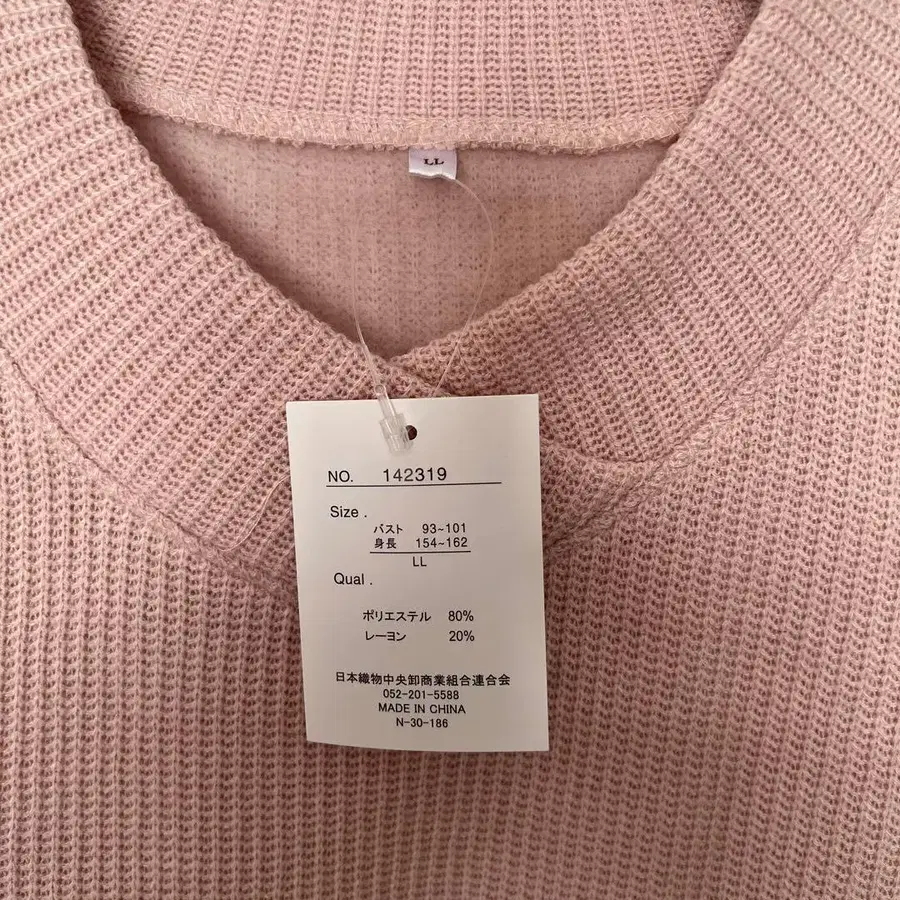 LL
NO. 142319
Size .
バスト 93~101
身長 154~162
LL
Qual .
ポリエステル 80%
レーヨン 20%
日本織物中央卸商業組合連合会
052-201-5588
MADE IN CHINA
N-30-186